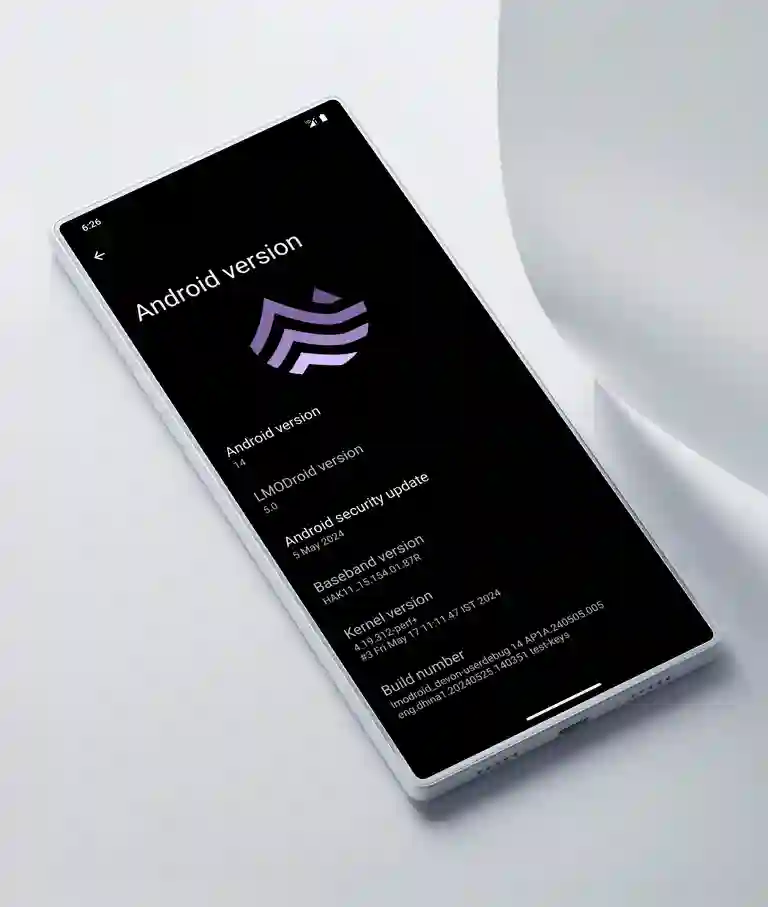 6:26
Android version
Android version
14
LMODroid version
5.0
Android security update
5 May 2024
Baseband version
HAK11_15.154.01.87R
Kernel version
4.19.312-perf+
#3 Fri May 17 11:11:47 IST 2024
Build number
lmodroid_devon-userdebug 14 AP1A.240505.005
eng.dhina1.20240525.140351 test-keys